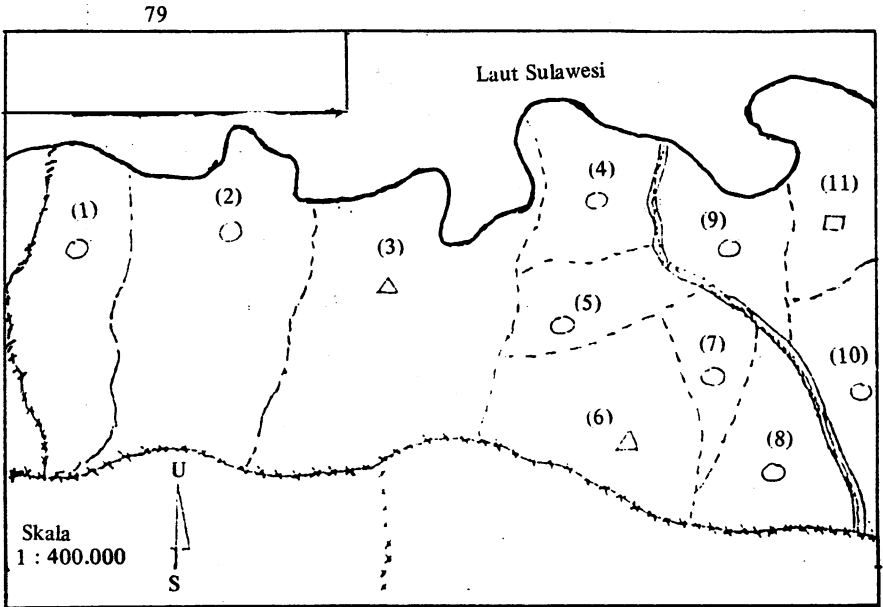 79
Laut Sulawesi
(1)
(2)
(3)
(4)
(5)
(6)
(7)
(8)
(9)
(10)
(11)
U
S
Skala
1 : 400.000